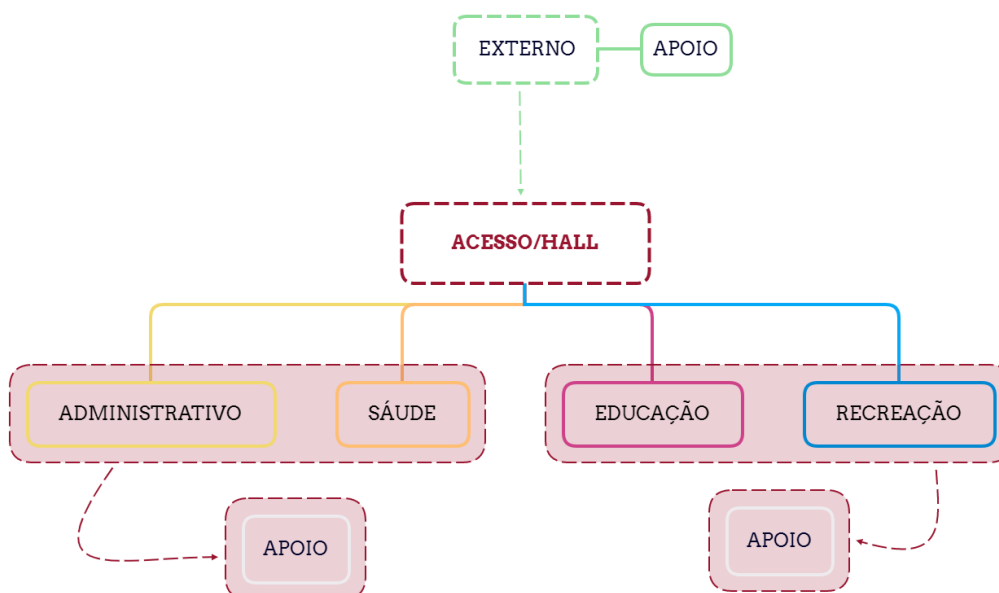 EXTERNO
APOIO
ACESSO/HALL
ADMINISTRATIVO
SÁUDE
EDUCAÇÃO
RECREAÇÃO
APOIO
APOIO